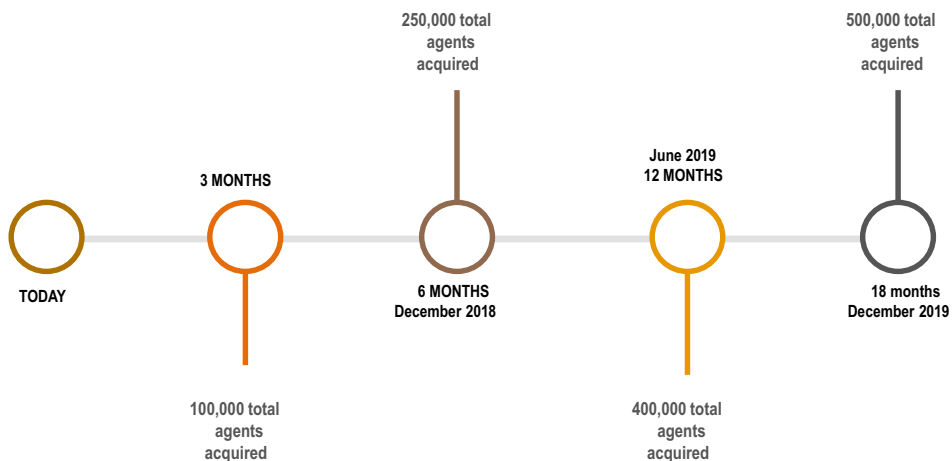 250,000 total
agents
acquired
500,000 total
agents
acquired
June 2019
12 MONTHS
3 MONTHS
TODAY
6 MONTHS
December 2018
18 months
December 2019
100,000 total
agents
acquired
400,000 total
agents
acquired